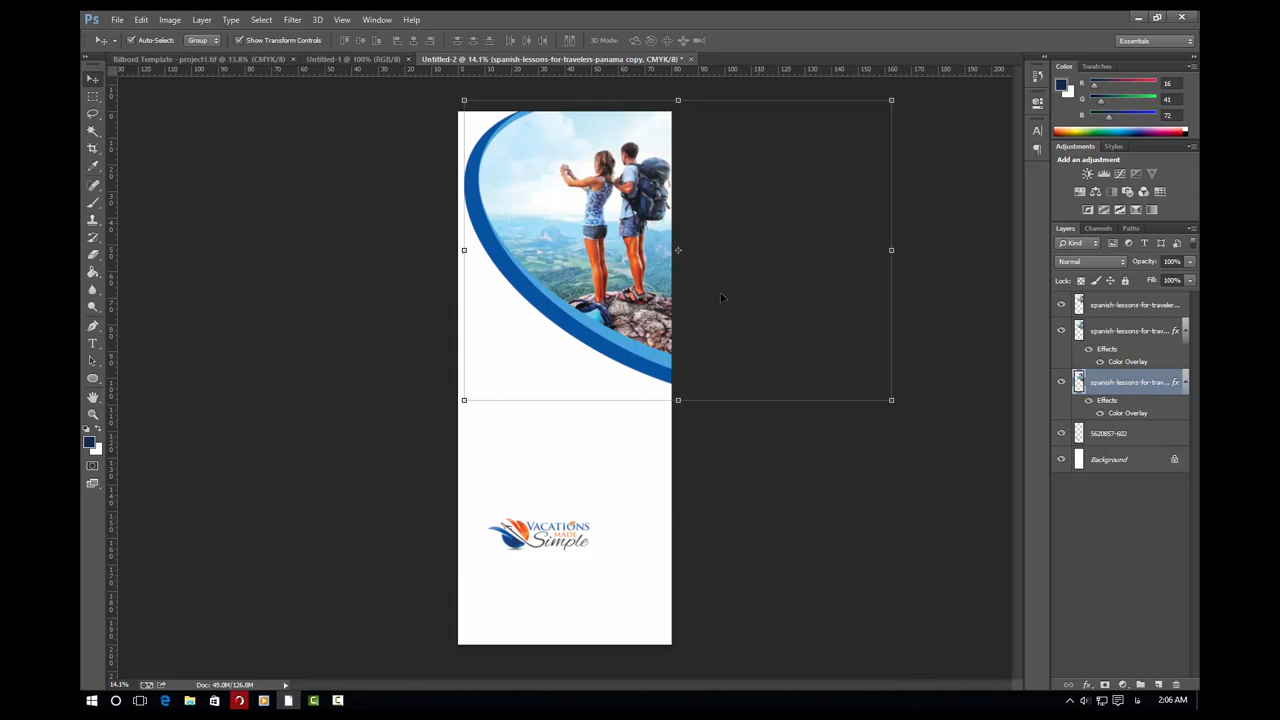 Ps File Edit Image Layer Type Select Filter 3D View Window Help
Auto-Select: Group Show Transform Controls 3D Mode: Essentials
Bilbord Template - project1.tif @ 13.8% (CMYK/8) × Untitled-1 @ 100% (RGB/8) × Untitled-2 @ 14.1% (spanish-lessons-for-travelers-panama copy, CMYK/8) * ×
Color Swatches
R 16
G 41
B 72
Adjustments Styles
Add an adjustment
Layers Channels Paths
Kind
Normal Opacity: 100%
Lock: Fill: 100%
spanish-lessons-for-traveler...
spanish-lessons-for-trav... fx
Effects
Color Overlay
spanish-lessons-for-trav... fx
Effects
Color Overlay
5620857-602
Background
VACATIONS
MADE
Simple
14.1% Doc: 49.0M/126.8M
2:06 AM